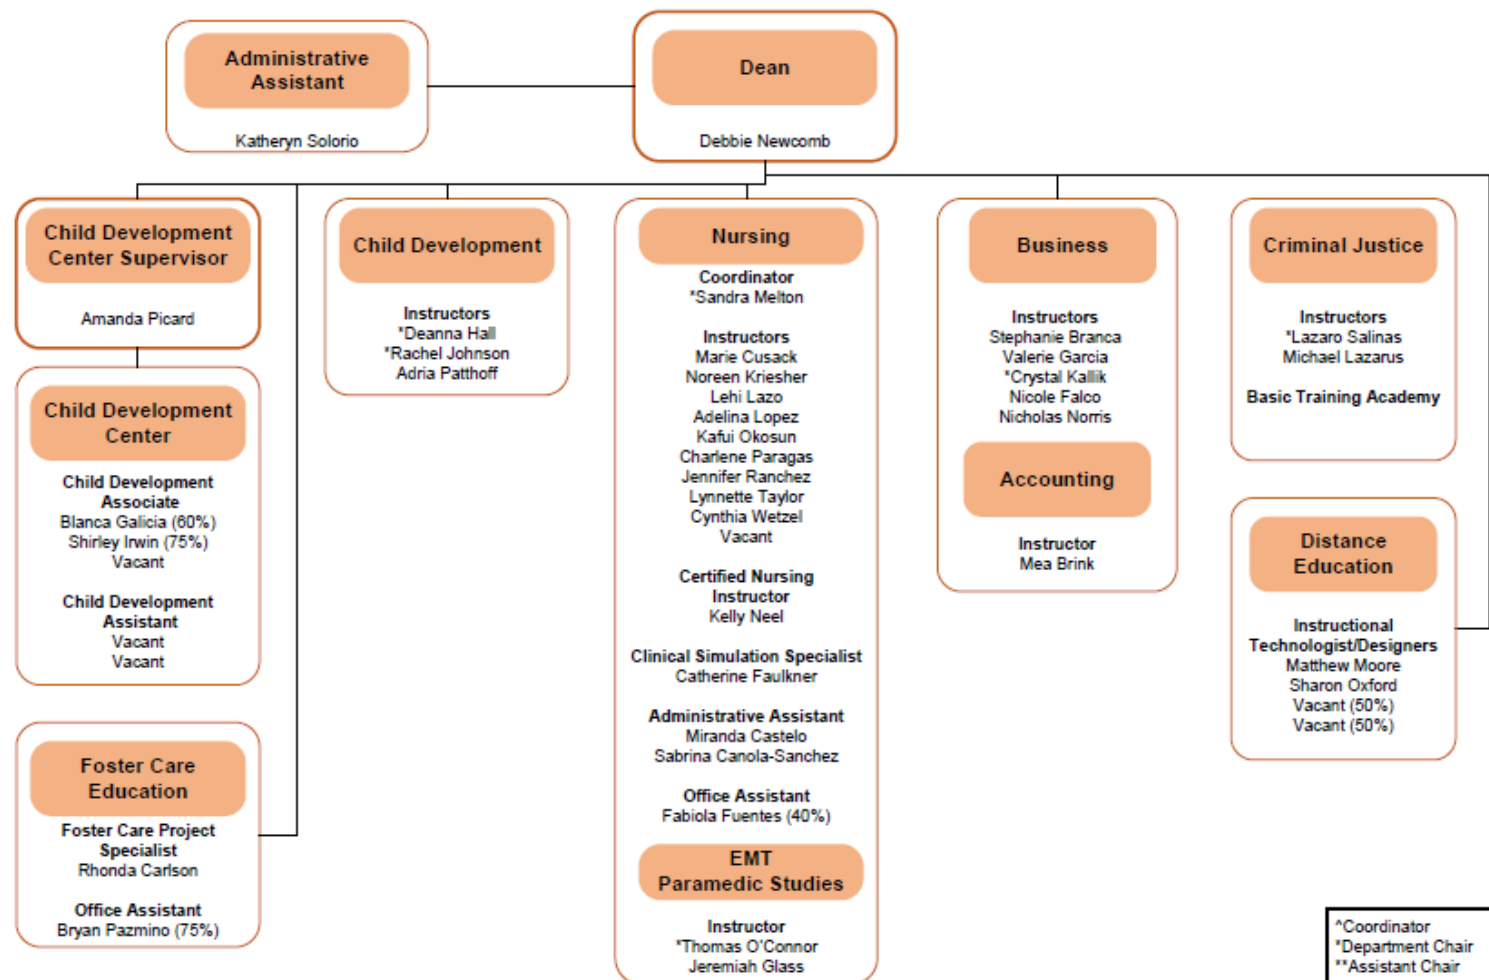 Administrative
Assistant
Katheryn Solorio
Dean
Debbie Newcomb
Child Development
Center Supervisor
Amanda Picard
Child Development
Center
Child Development
Associate
Blanca Galicia (60%)
Shirley Irwin (75%)
Vacant
Child Development
Assistant
Vacant
Vacant
Foster Care
Education
Foster Care Project
Specialist
Rhonda Carlson
Office Assistant
Bryan Pazmino (75%)
Child Development
Instructors
*Deanna Hall
*Rachel Johnson
Adria Patthoff
Nursing
Coordinator
*Sandra Melton
Instructors
Marie Cusack
Noreen Kriesher
Lehi Lazo
Adelina Lopez
Kafui Okosun
Charlene Paragas
Jennifer Ranchez
Lynnette Taylor
Cynthia Wetzel
Vacant
Certified Nursing
Instructor
Kelly Neel
Clinical Simulation Specialist
Catherine Faulkner
Administrative Assistant
Miranda Castelo
Sabrina Canola-Sanchez
Office Assistant
Fabiola Fuentes (40%)
EMT
Paramedic Studies
Instructor
*Thomas O'Connor
Jeremiah Glass
Business
Instructors
Stephanie Branca
Valerie Garcia
*Crystal Kallik
Nicole Falco
Nicholas Norris
Accounting
Instructor
Mea Brink
Criminal Justice
Instructors
*Lazaro Salinas
Michael Lazarus
Basic Training Academy
Distance
Education
Instructional
Technologist/Designers
Matthew Moore
Sharon Oxford
Vacant (50%)
Vacant (50%)
^Coordinator
*Department Chair
**Assistant Chair